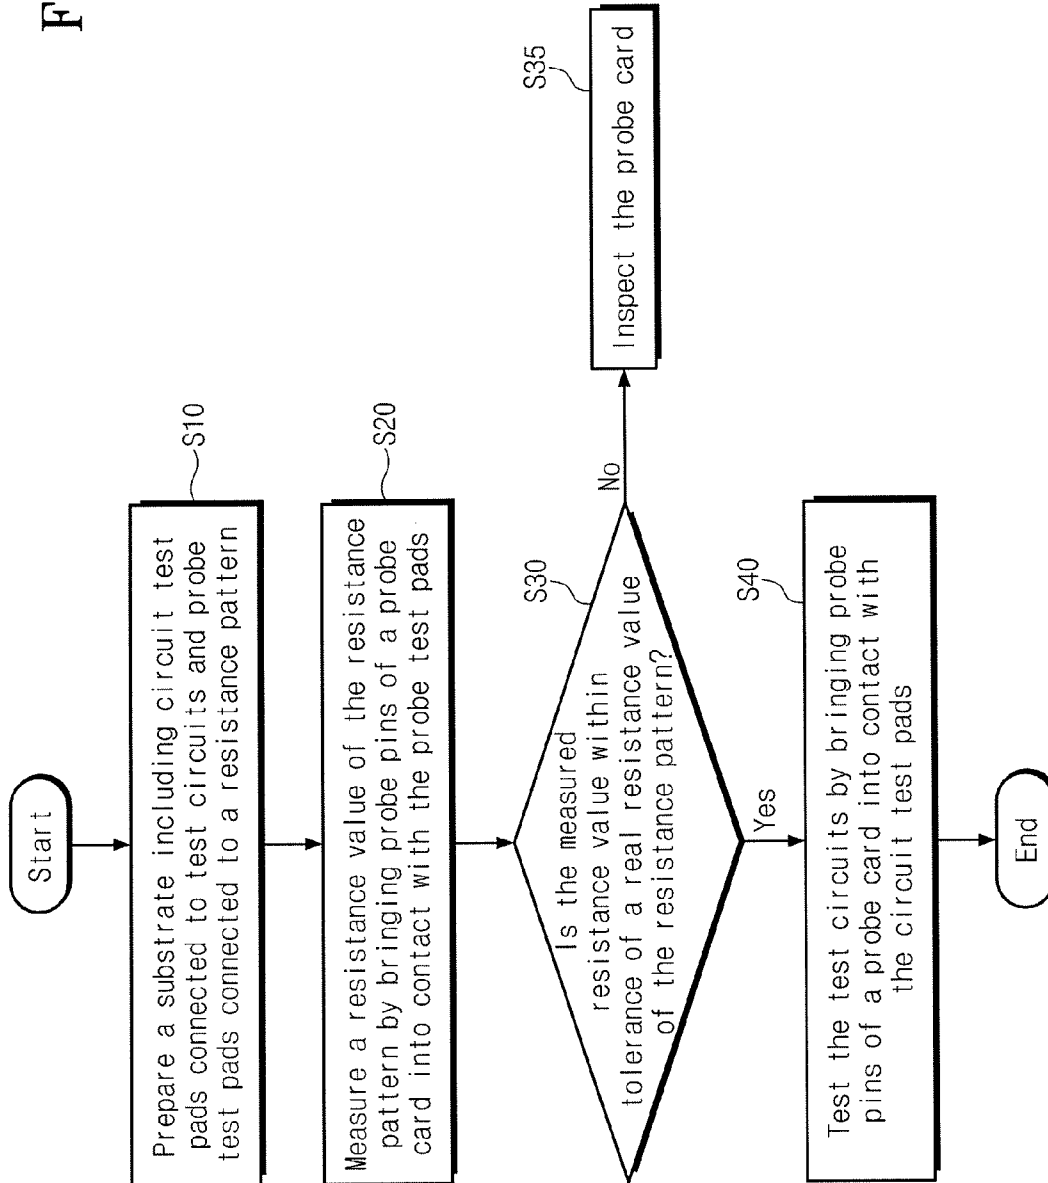 F
Start
S10
Prepare a substrate including circuit test
pads connected to test circuits and probe
test pads connected to a resistance pattern
S20
Measure a resistance value of the resistance
pattern by bringing probe pins of a probe
card into contact with the probe test pads
S30
Is the measured
resistance value within
tolerance of a real resistance value
of the resistance pattern?
No
S35
Inspect the probe card
Yes
S40
Test the test circuits by bringing probe
pins of a probe card into contact with
the circuit test pads
End